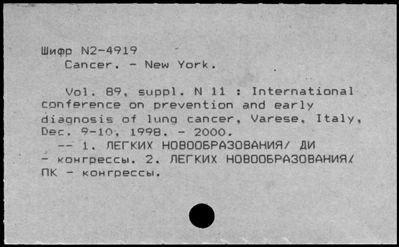 Шифр N2-4919
Cancer. - New York.
Vol. 89, suppl. N 11 : International
conference on prevention and early
diagnosis of lung cancer, Varese, Italy,
Dec. 9-10, 1998. - 2000.
-- 1. ЛЕГКИХ НОВООБРАЗОВАНИЯ/ ДИ
- конгрессы. 2. ЛЕГКИХ НОВООБРАЗОВАНИЯ/
ПК - конгрессы.